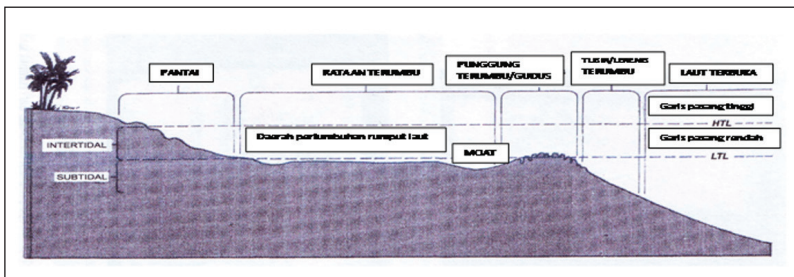 PANTAI
RATAAN TERUMBU
PUNGGUNG
TERUMBU/GUDUS
TUBIR/LERENG
TERUMBU
LAUT TERBUKA
Garis pasang tinggi
HTL
Daerah pertumbuhan rumput laut
Garis pasang rendah
INTERTIDAL
MOAT
LTL
SUBTIDAL